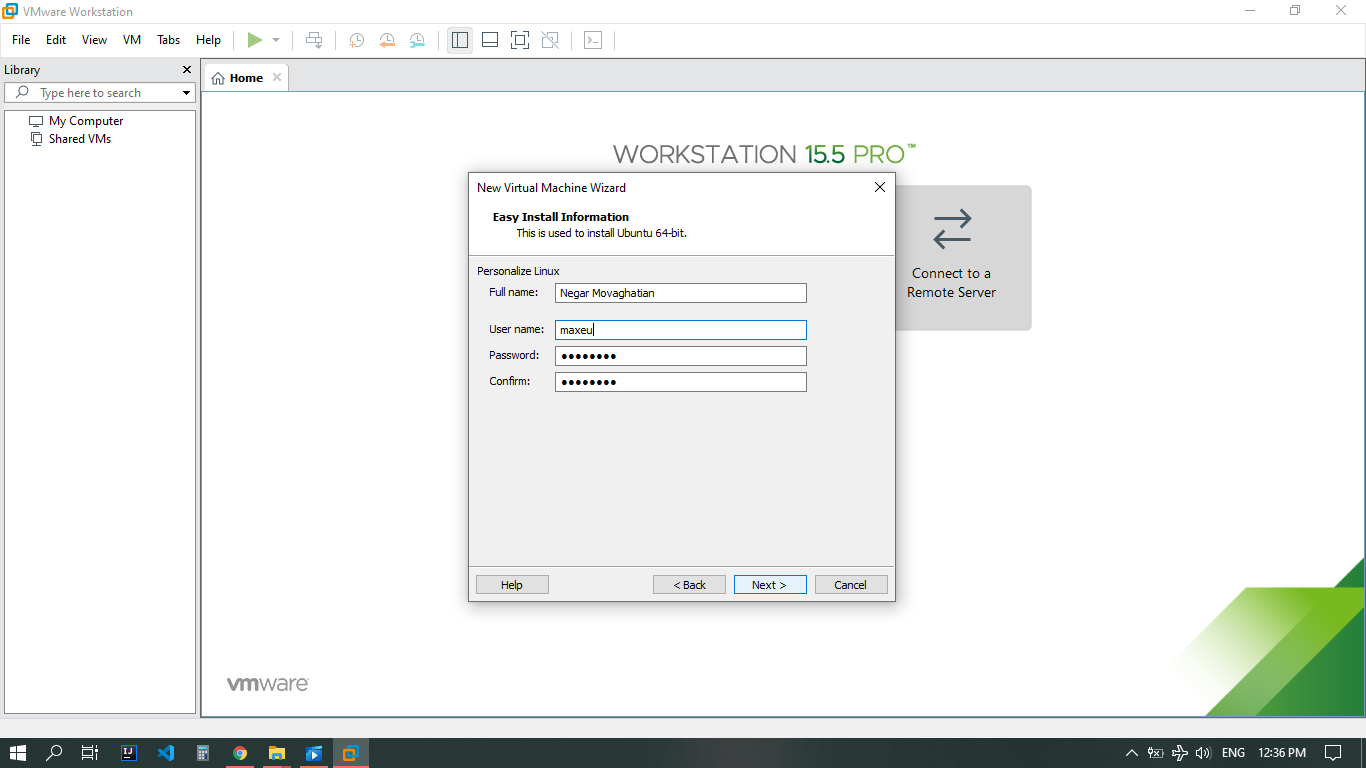 VMware Workstation
File Edit View VM Tabs Help
Library
Type here to search
My Computer
Shared VMs
Home
WORKSTATION 15.5 PRO™
Connect to a
Remote Server
New Virtual Machine Wizard
Easy Install Information
This is used to install Ubuntu 64-bit.
Personalize Linux
Full name: Negar Movaghatian
User name: maxeu
Password: ●●●●●●●●
Confirm: ●●●●●●●●
Help < Back Next > Cancel
vmware
IJ ENG 12:36 PM